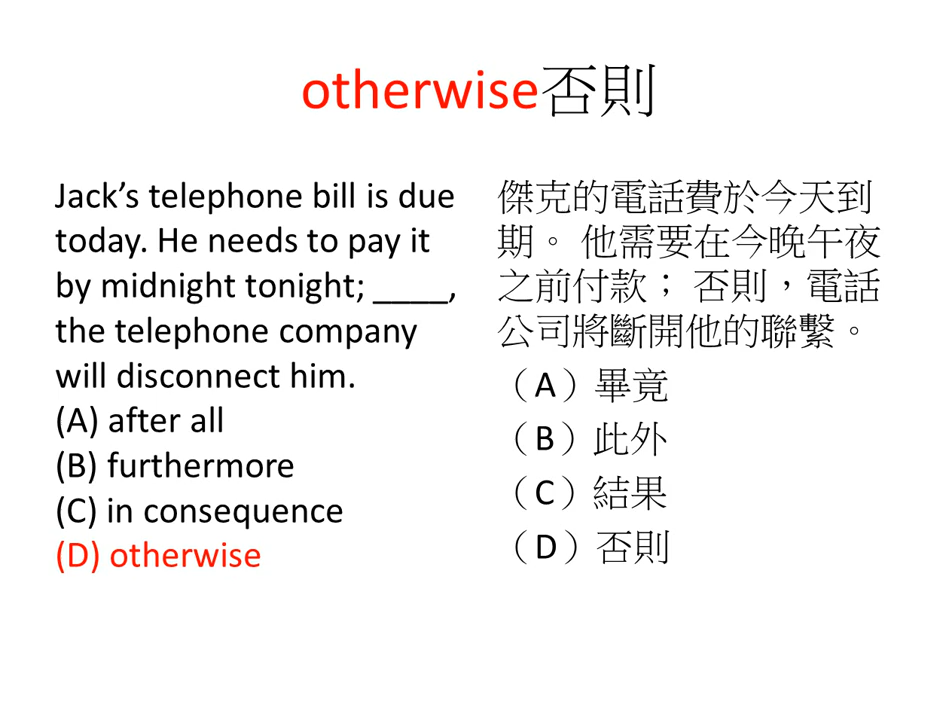 otherwise否則
Jack’s telephone bill is due
today. He needs to pay it
by midnight tonight; ____,
the telephone company
will disconnect him.
(A) after all
(B) furthermore
(C) in consequence
(D) otherwise
傑克的電話費於今天到
期。 他需要在今晚午夜
之前付款； 否則，電話
公司將斷開他的聯繫。
（A）畢竟
（B）此外
（C）結果
（D）否則